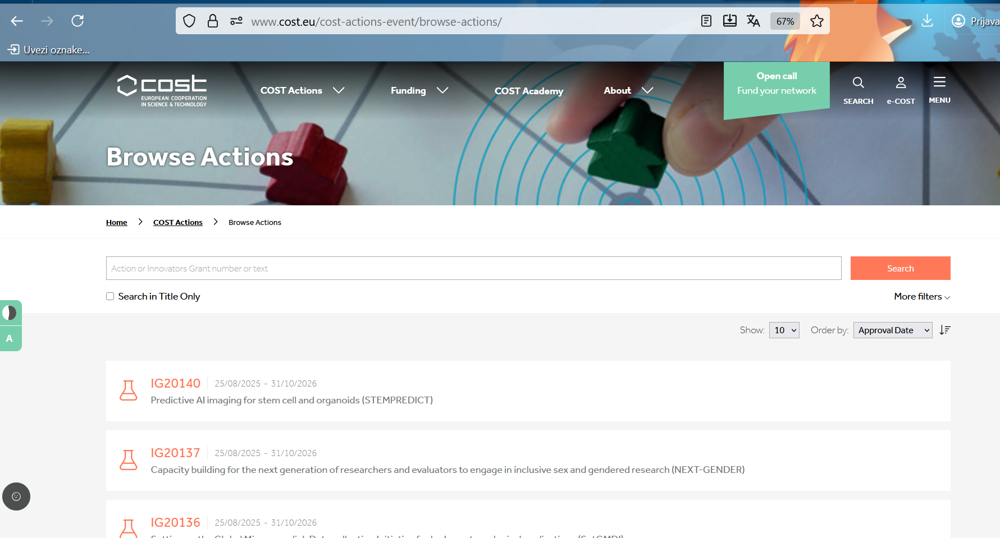 www.cost.eu/cost-actions-event/browse-actions/
67%
Prijava
Uvezi oznake...
cost
EUROPEAN COOPERATION
IN SCIENCE & TECHNOLOGY
COST Actions
Funding
COST Academy
About
Open call
Fund your network
SEARCH
e-COST
MENU
Browse Actions
Home
COST Actions
Browse Actions
Action or Innovators Grant number or text
Search
Search in Title Only
More filters
A
Show: 10
Order by: Approval Date
IG20140 25/08/2025 - 31/10/2026
Predictive AI imaging for stem cell and organoids (STEMPREDICT)
IG20137 25/08/2025 - 31/10/2026
Capacity building for the next generation of researchers and evaluators to engage in inclusive sex and gendered research (NEXT-GENDER)
IG20136 25/08/2025 - 31/10/2026